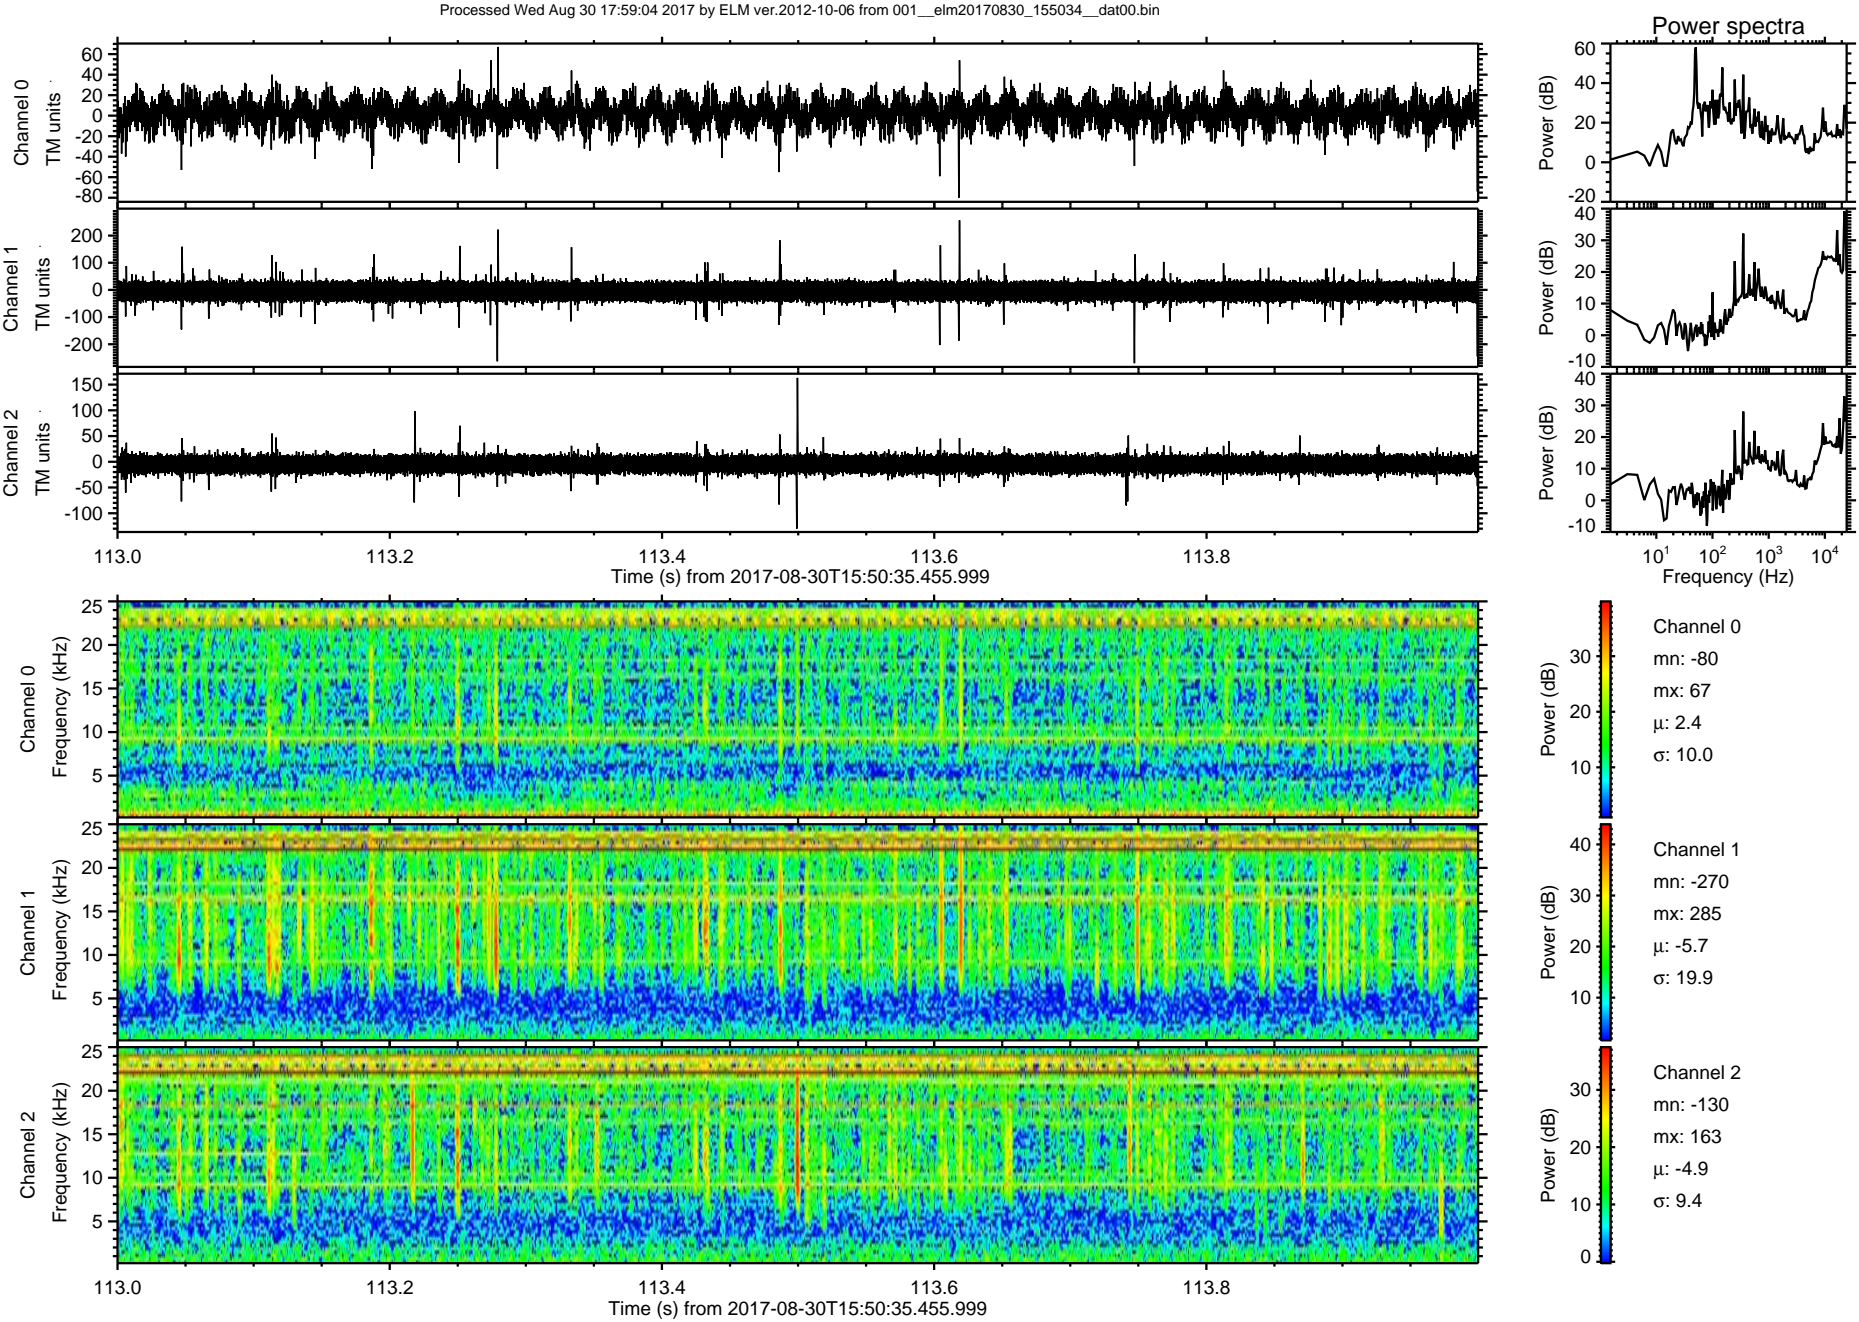 Processed Wed Aug 30 17:59:04 2017 by ELM ver.2012-10-06 from 001__elm20170830_155034__dat00.bin
Power spectra
Channel 0
TM units
60
40
20
0
-20
-40
-60
-80
Power (dB)
60
40
20
0
-20
Channel 1
TM units
200
100
0
-100
-200
Power (dB)
40
30
20
10
0
-10
Channel 2
TM units
150
100
50
0
-50
-100
Power (dB)
40
30
20
10
0
-10
113.0 113.2 113.4 113.6 113.8
Time (s) from 2017-08-30T15:50:35.455.999
10¹ 10² 10³ 10⁴
Frequency (Hz)
Channel 0
Frequency (kHz)
25
20
15
10
5
Power (dB)
30
20
10
Channel 0
mn: -80
mx: 67
μ: 2.4
σ: 10.0
Channel 1
Frequency (kHz)
25
20
15
10
5
Power (dB)
40
30
20
10
Channel 1
mn: -270
mx: 285
μ: -5.7
σ: 19.9
Channel 2
Frequency (kHz)
25
20
15
10
5
Power (dB)
30
20
10
0
Channel 2
mn: -130
mx: 163
μ: -4.9
σ: 9.4
113.0 113.2 113.4 113.6 113.8
Time (s) from 2017-08-30T15:50:35.455.999